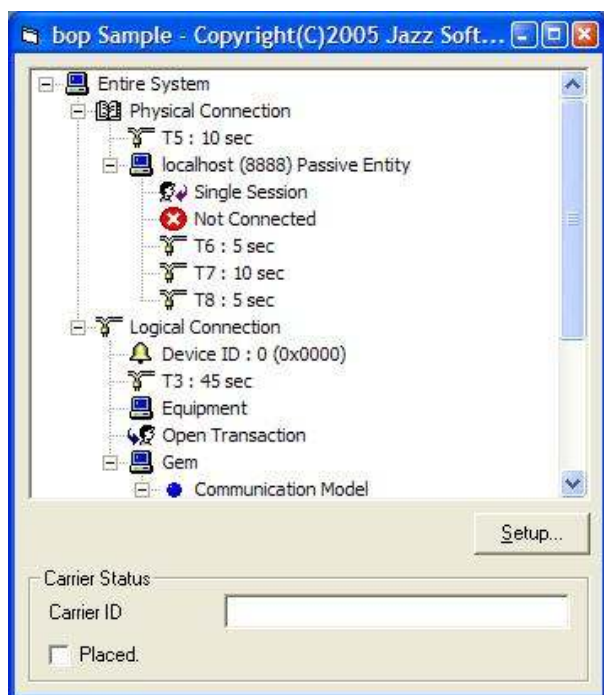 bop Sample - Copyright(C)2005 Jazz Soft...
Entire System
Physical Connection
T5 : 10 sec
localhost (8888) Passive Entity
Single Session
Not Connected
T6 : 5 sec
T7 : 10 sec
T8 : 5 sec
Logical Connection
Device ID : 0 (0x0000)
T3 : 45 sec
Equipment
Open Transaction
Gem
Communication Model
Setup...
Carrier Status
Carrier ID
Placed.